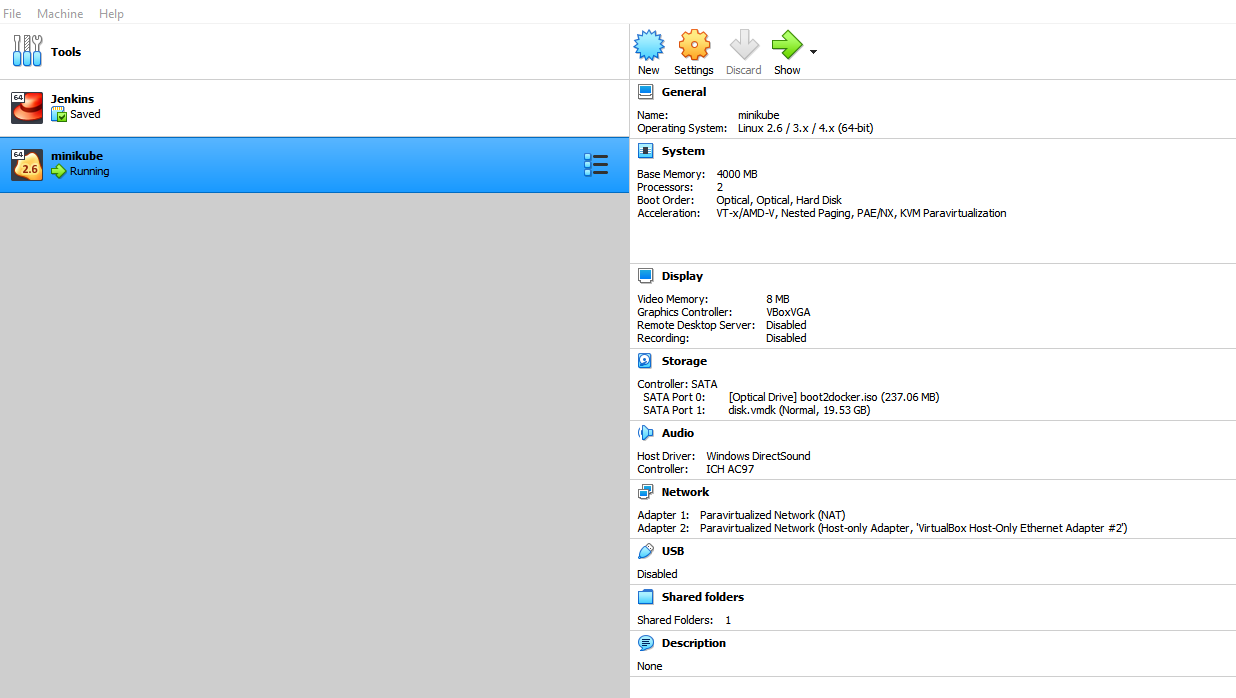 File Machine Help
Tools
New Settings Discard Show
64
Jenkins
Saved
64
2.6
minikube
Running
General
Name: minikube
Operating System: Linux 2.6 / 3.x / 4.x (64-bit)
System
Base Memory: 4000 MB
Processors: 2
Boot Order: Optical, Optical, Hard Disk
Acceleration: VT-x/AMD-V, Nested Paging, PAE/NX, KVM Paravirtualization
Display
Video Memory: 8 MB
Graphics Controller: VBoxVGA
Remote Desktop Server: Disabled
Recording: Disabled
Storage
Controller: SATA
SATA Port 0: [Optical Drive] boot2docker.iso (237.06 MB)
SATA Port 1: disk.vmdk (Normal, 19.53 GB)
Audio
Host Driver: Windows DirectSound
Controller: ICH AC97
Network
Adapter 1: Paravirtualized Network (NAT)
Adapter 2: Paravirtualized Network (Host-only Adapter, 'VirtualBox Host-Only Ethernet Adapter #2')
USB
Disabled
Shared folders
Shared Folders: 1
Description
None